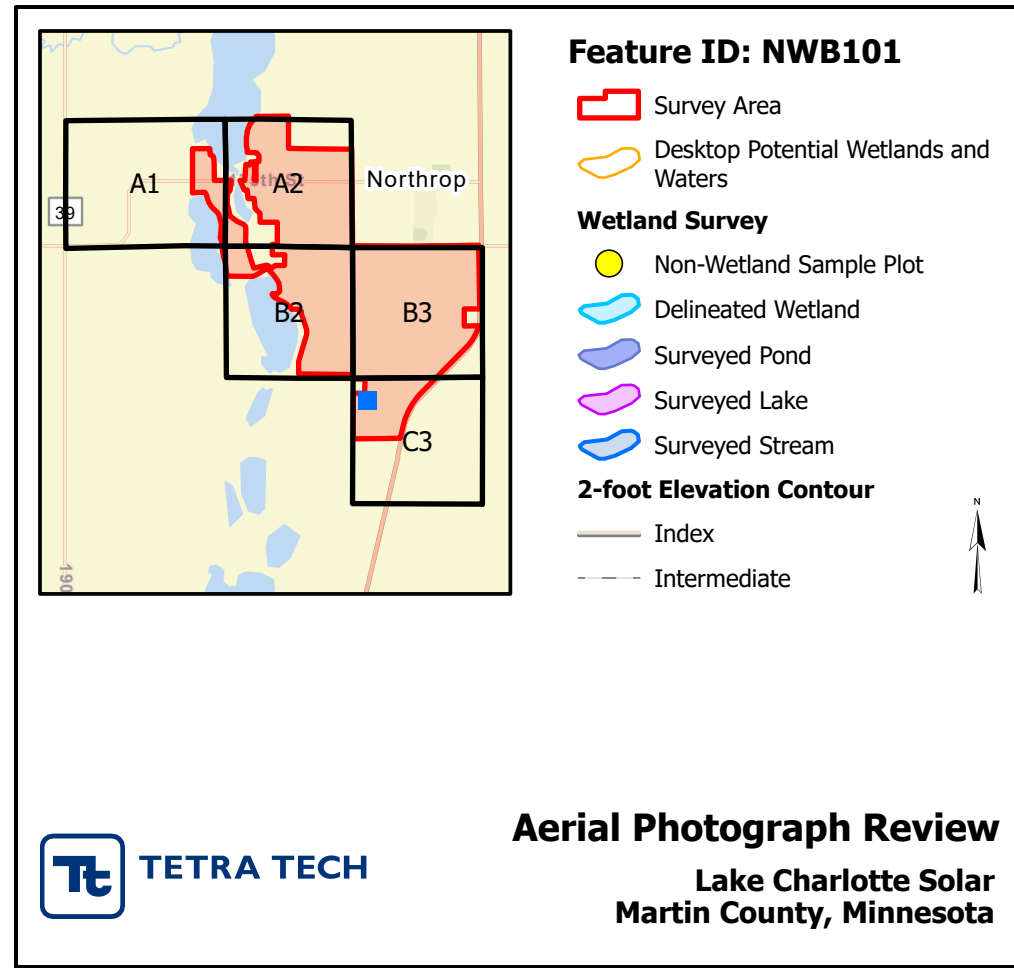 Feature ID: NWB101
Survey Area
Desktop Potential Wetlands and
Waters
Wetland Survey
Non-Wetland Sample Plot
Delineated Wetland
Surveyed Pond
Surveyed Lake
Surveyed Stream
2-foot Elevation Contour
Index
Intermediate
N
A1
A2
Northrop
39
B2
B3
C3
190
Tt
TETRA TECH
Aerial Photograph Review
Lake Charlotte Solar
Martin County, Minnesota